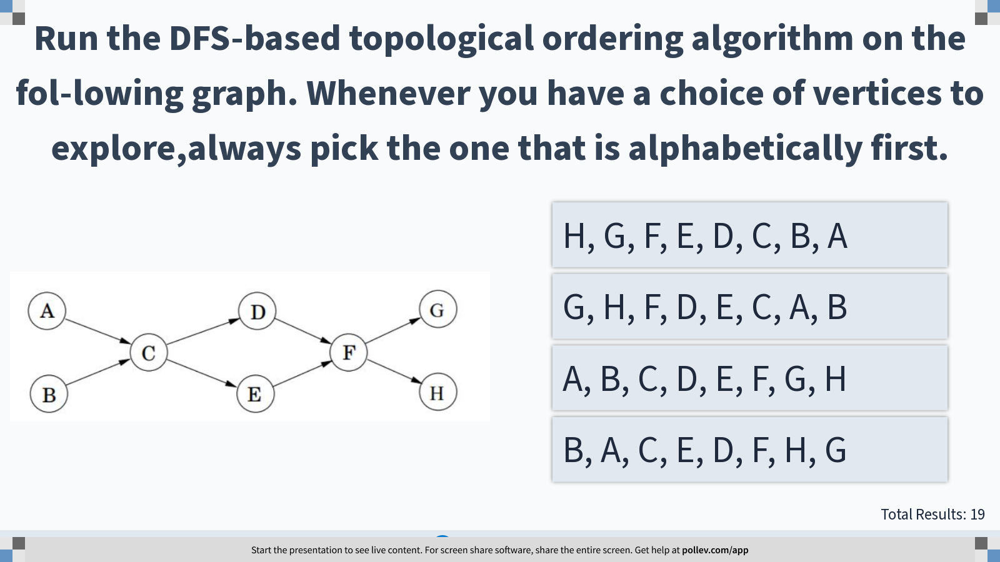 Run the DFS-based topological ordering algorithm on the
fol-lowing graph. Whenever you have a choice of vertices to
explore,always pick the one that is alphabetically first.
H, G, F, E, D, C, B, A
G, H, F, D, E, C, A, B
A, B, C, D, E, F, G, H
B, A, C, E, D, F, H, G
A
D
G
C
F
B
E
H
Total Results: 19
Start the presentation to see live content. For screen share software, share the entire screen. Get help at pollev.com/app